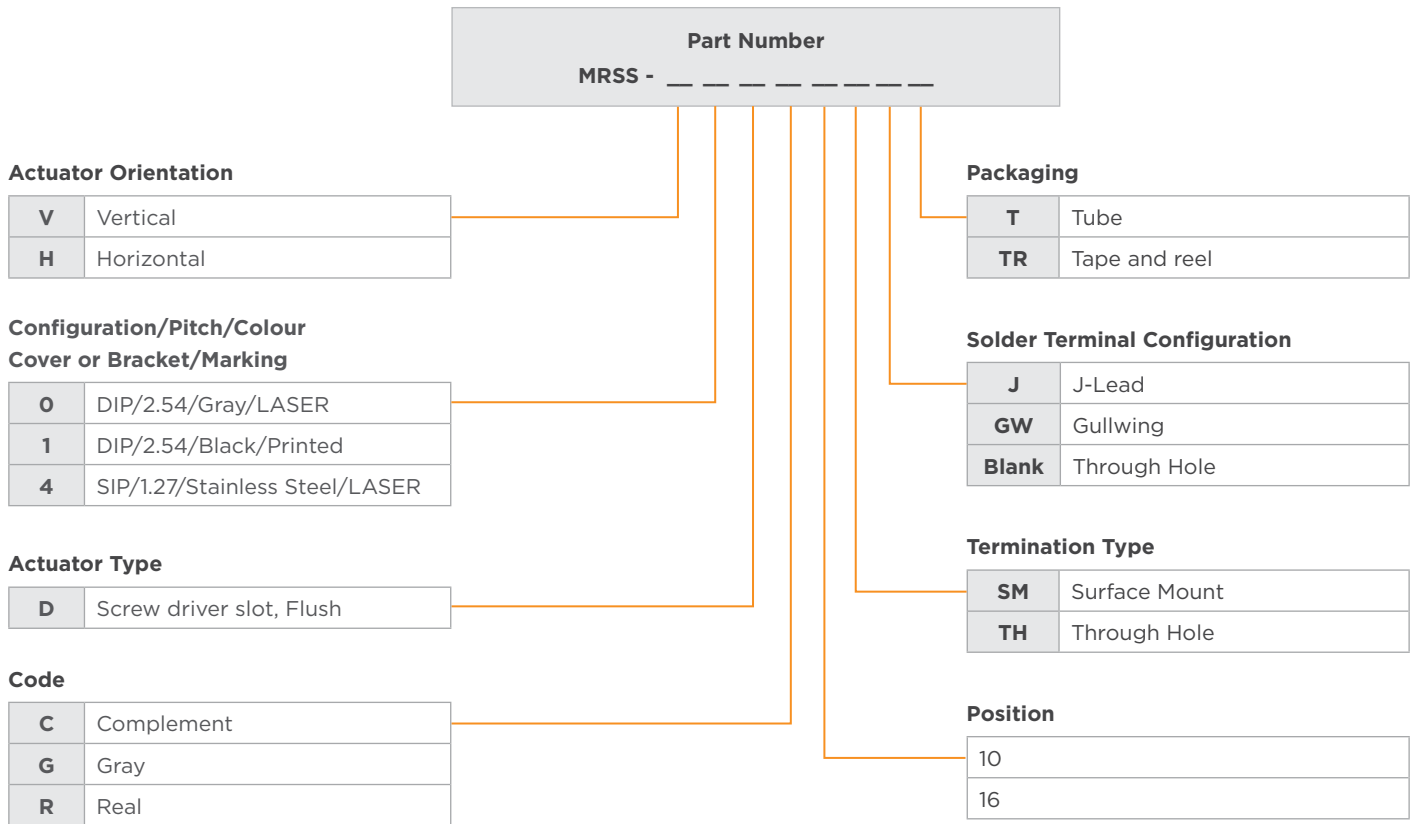 Part Number
MRSS - __ __ __ __ __ __ __ __
Actuator Orientation
V Vertical
H Horizontal
Configuration/Pitch/Colour
Cover or Bracket/Marking
0 DIP/2.54/Gray/LASER
1 DIP/2.54/Black/Printed
4 SIP/1.27/Stainless Steel/LASER
Actuator Type
D Screw driver slot, Flush
Code
C Complement
G Gray
R Real
Packaging
T Tube
TR Tape and reel
Solder Terminal Configuration
J J-Lead
GW Gullwing
Blank Through Hole
Termination Type
SM Surface Mount
TH Through Hole
Position
10
16